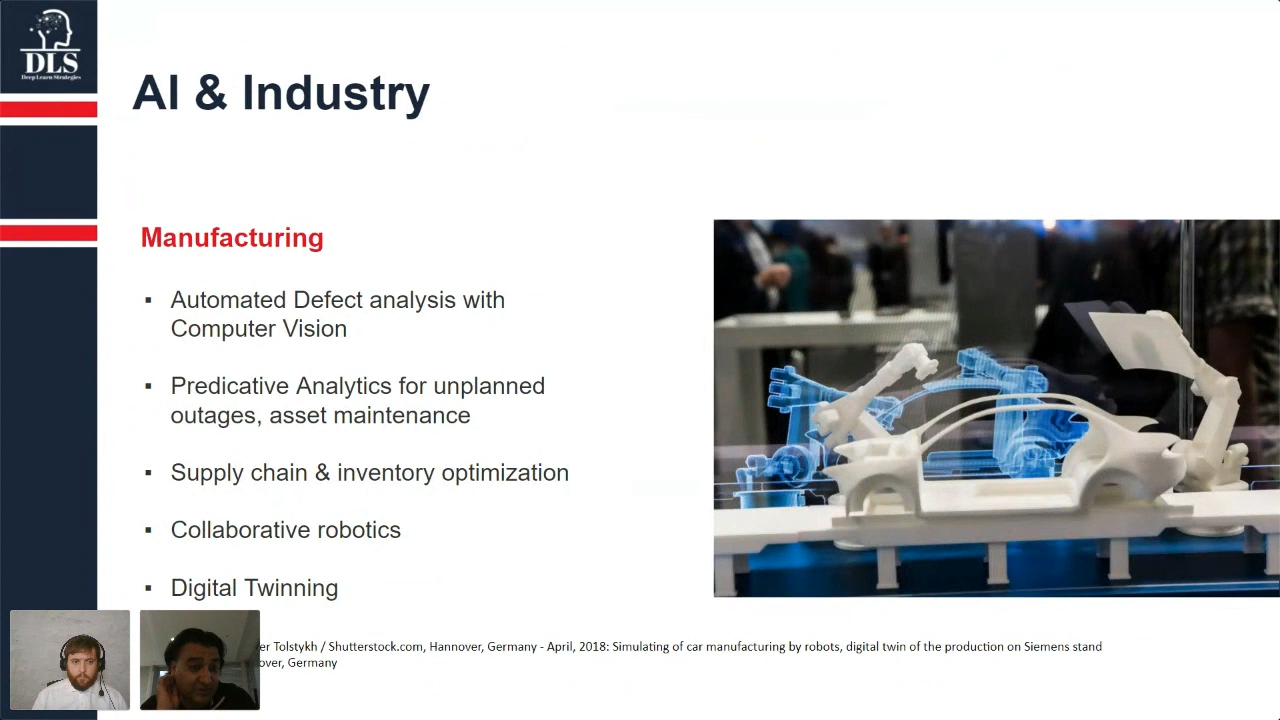 DLS
Deep Learn Strategies
AI & Industry
Manufacturing
▪ Automated Defect analysis with
Computer Vision
▪ Predicative Analytics for unplanned
outages, asset maintenance
▪ Supply chain & inventory optimization
▪ Collaborative robotics
▪ Digital Twinning
er Tolstykh / Shutterstock.com, Hannover, Germany - April, 2018: Simulating of car manufacturing by robots, digital twin of the production on Siemens stand
over, Germany